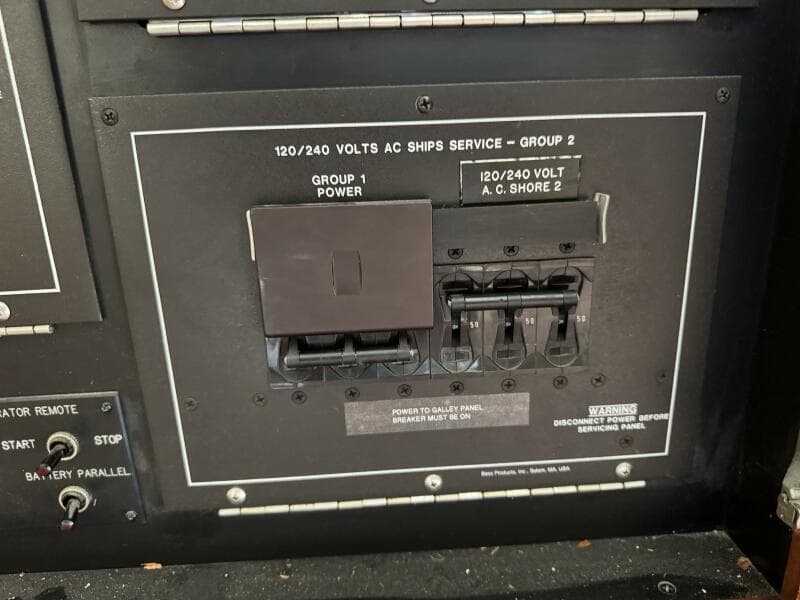 120/240 VOLTS AC SHIPS SERVICE - GROUP 2
GROUP 1
POWER
120/240 VOLT
A.C. SHORE 2
50
50
POWER TO GALLEY PANEL
BREAKER MUST BE ON
WARNING
DISCONNECT POWER BEFORE
SERVICING PANEL
Bass Products, Inc., Salem, MA, USA
RATOR REMOTE
START
STOP
BATTERY PARALLEL